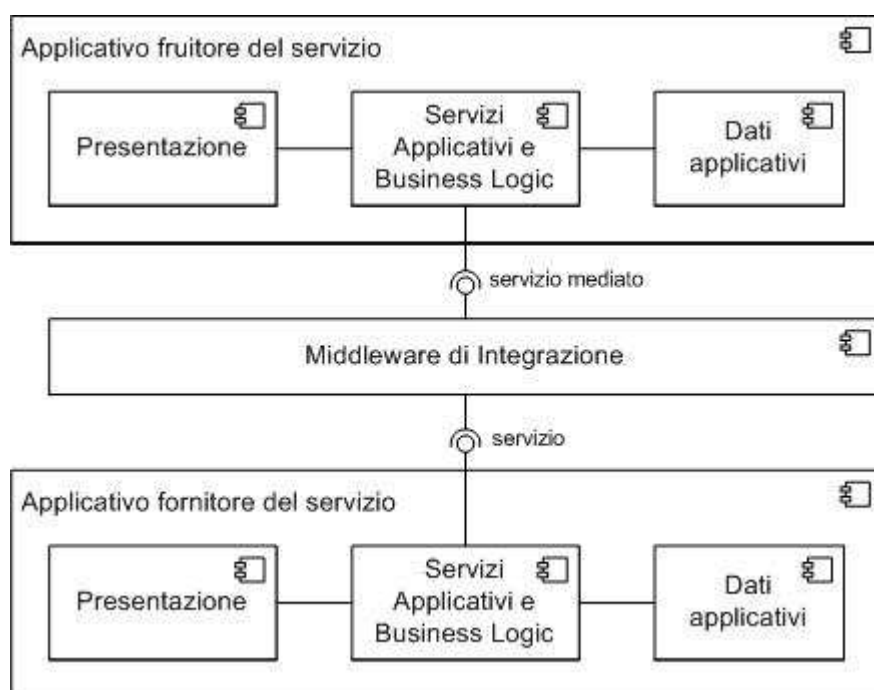 Applicativo fruitore del servizio
Presentazione
Servizi
Applicativi e
Business Logic
Dati
applicativi
servizio mediato
Middleware di Integrazione
servizio
Applicativo fornitore del servizio
Presentazione
Servizi
Applicativi e
Business Logic
Dati
applicativi